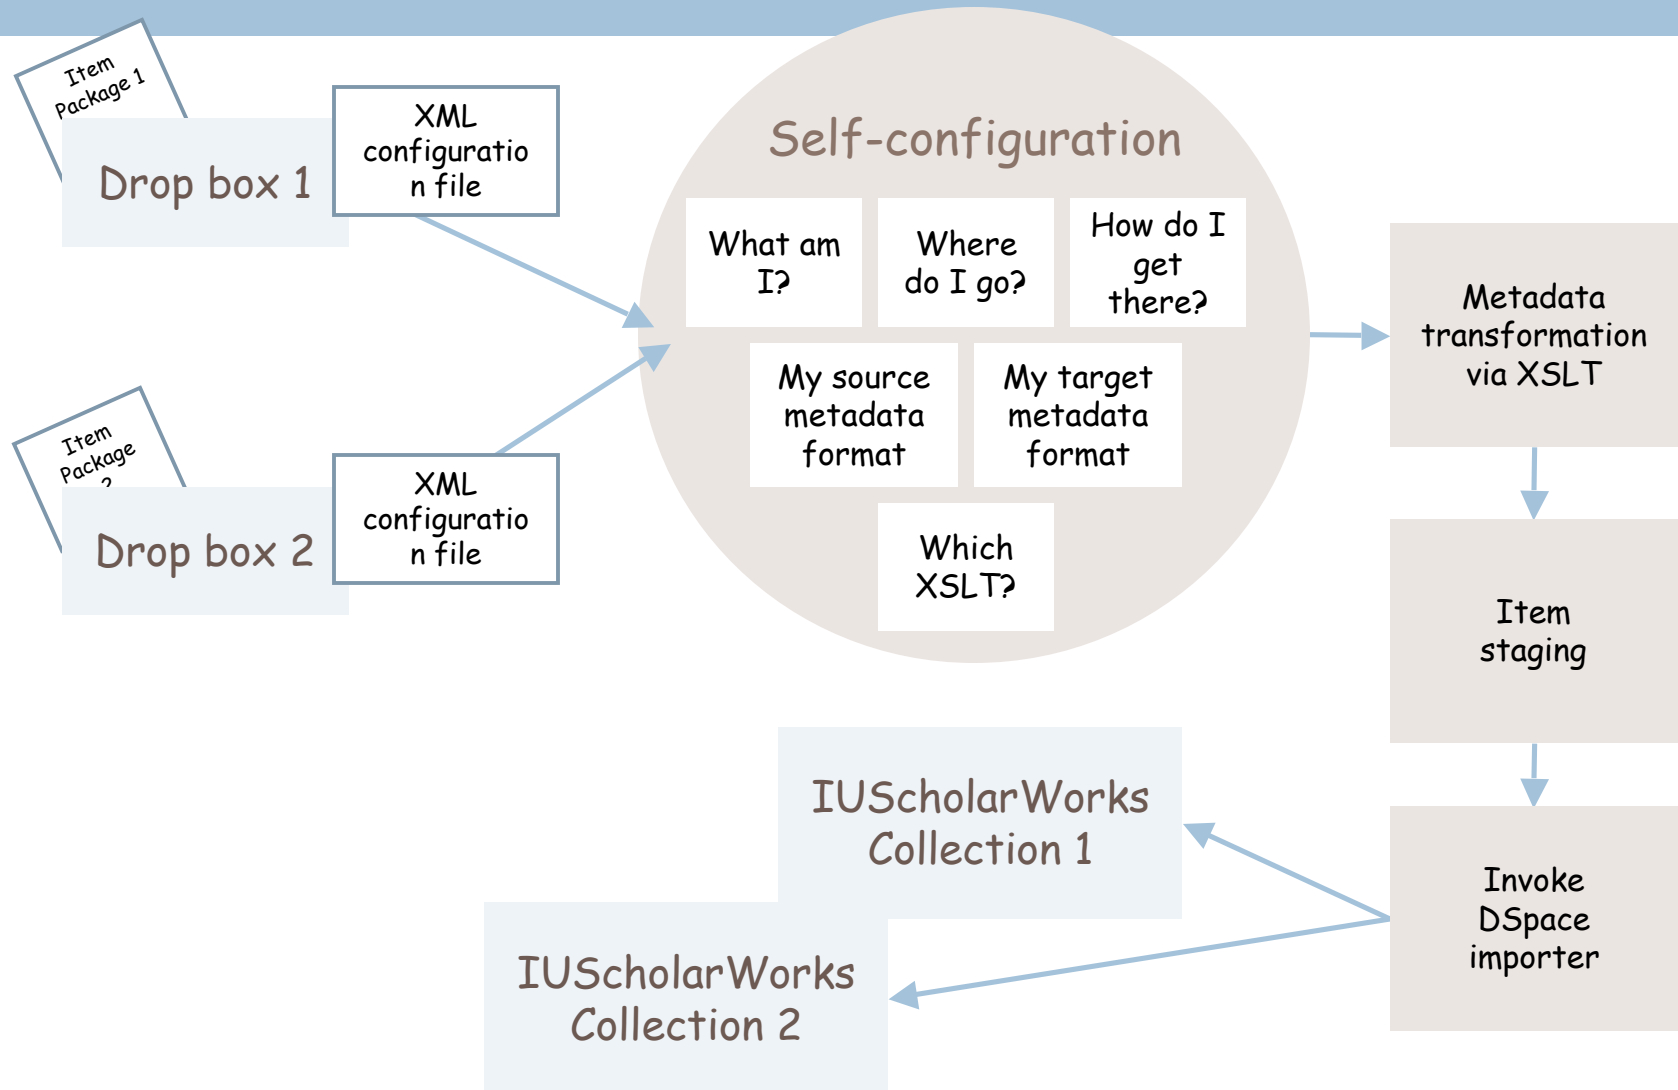 Item
Package 1
Drop box 1
XML
configuratio
n file
Item
Package
2
Drop box 2
XML
configuratio
n file
Self-configuration
What am
I?
Where
do I go?
How do I
get
there?
My source
metadata
format
My target
metadata
format
Which
XSLT?
Metadata
transformation
via XSLT
Item
staging
Invoke
DSpace
importer
IUScholarWorks
Collection 1
IUScholarWorks
Collection 2